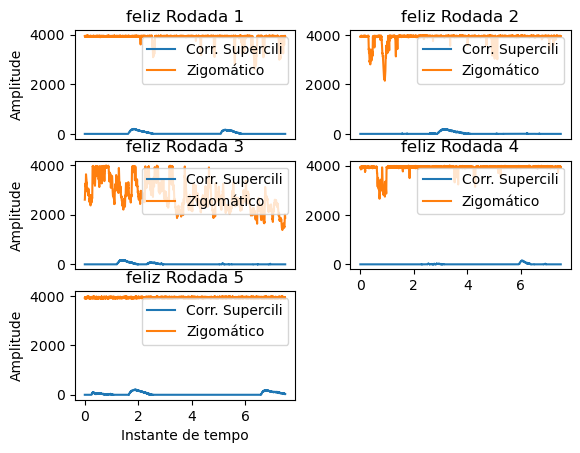 feliz Rodada 1
4000
2000
0
Amplitude
Corr. Supercili
Zigomático
feliz Rodada 2
4000
2000
0
Corr. Supercili
Zigomático
feliz Rodada 3
4000
2000
0
Amplitude
Corr. Supercili
Zigomático
feliz Rodada 4
4000
2000
0
Corr. Supercili
Zigomático
0 2 4 6
feliz Rodada 5
4000
2000
0
Amplitude
Corr. Supercili
Zigomático
0 2 4 6
Instante de tempo